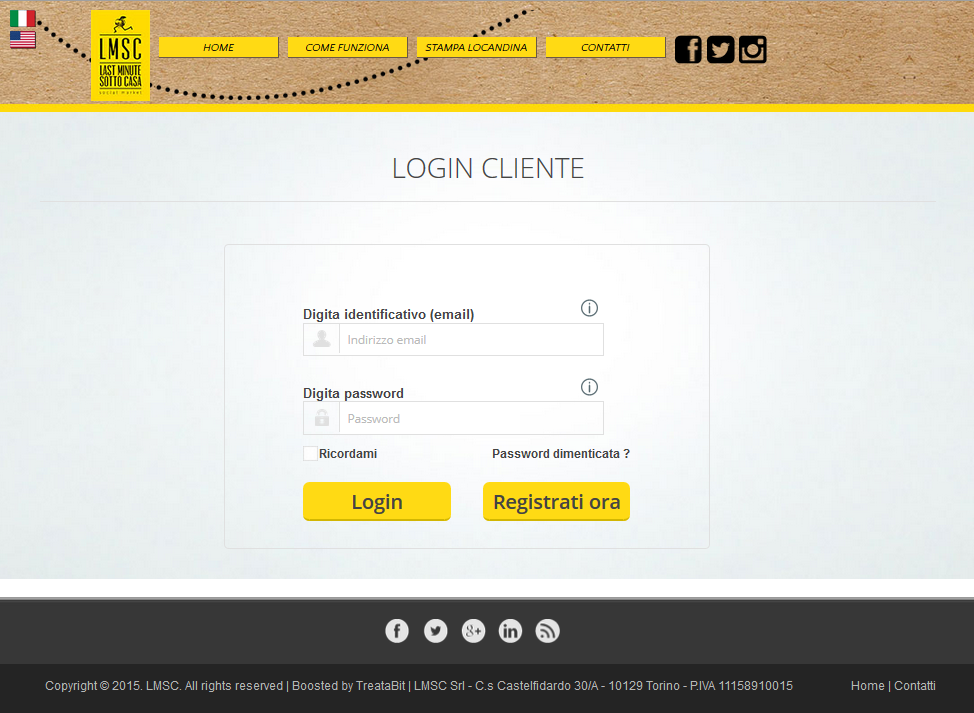 LMSC
LAST MINUTE
SOTTO CASA
social market
HOME
COME FUNZIONA
STAMPA LOCANDINA
CONTATTI
LOGIN CLIENTE
Digita identificativo (email)
Indirizzo email
Digita password
Password
Ricordami
Password dimenticata ?
Login
Registrati ora
Copyright © 2015. LMSC. All rights reserved | Boosted by TreataBit | LMSC Srl - C.s Castelfidardo 30/A - 10129 Torino - P.IVA 11158910015
Home | Contatti